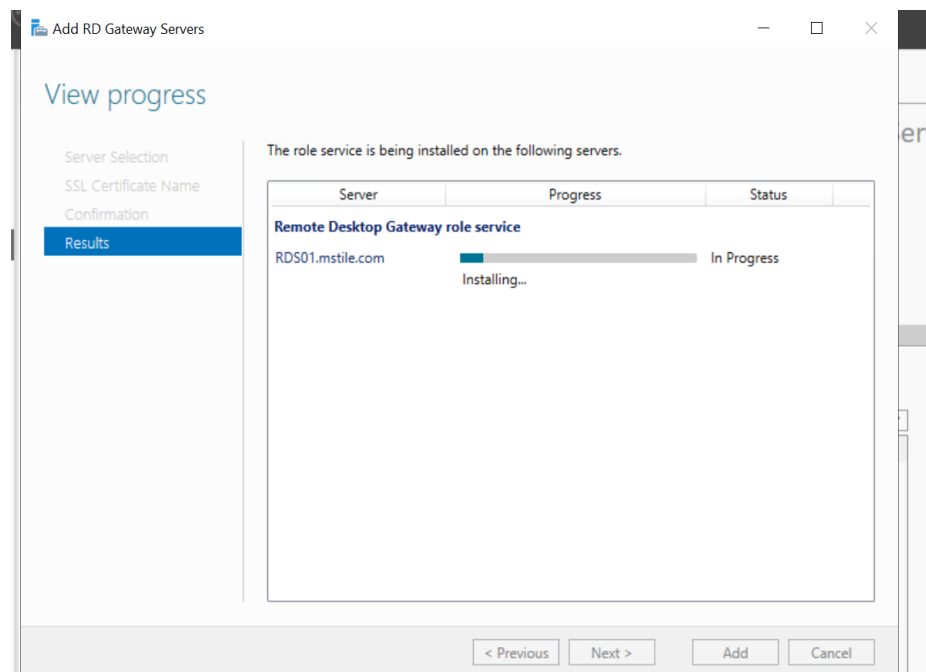 Add RD Gateway Servers
View progress
Server Selection
SSL Certificate Name
Confirmation
Results
The role service is being installed on the following servers.
Server Progress Status
Remote Desktop Gateway role service
RDS01.mstile.com In Progress
Installing...
< Previous Next > Add Cancel